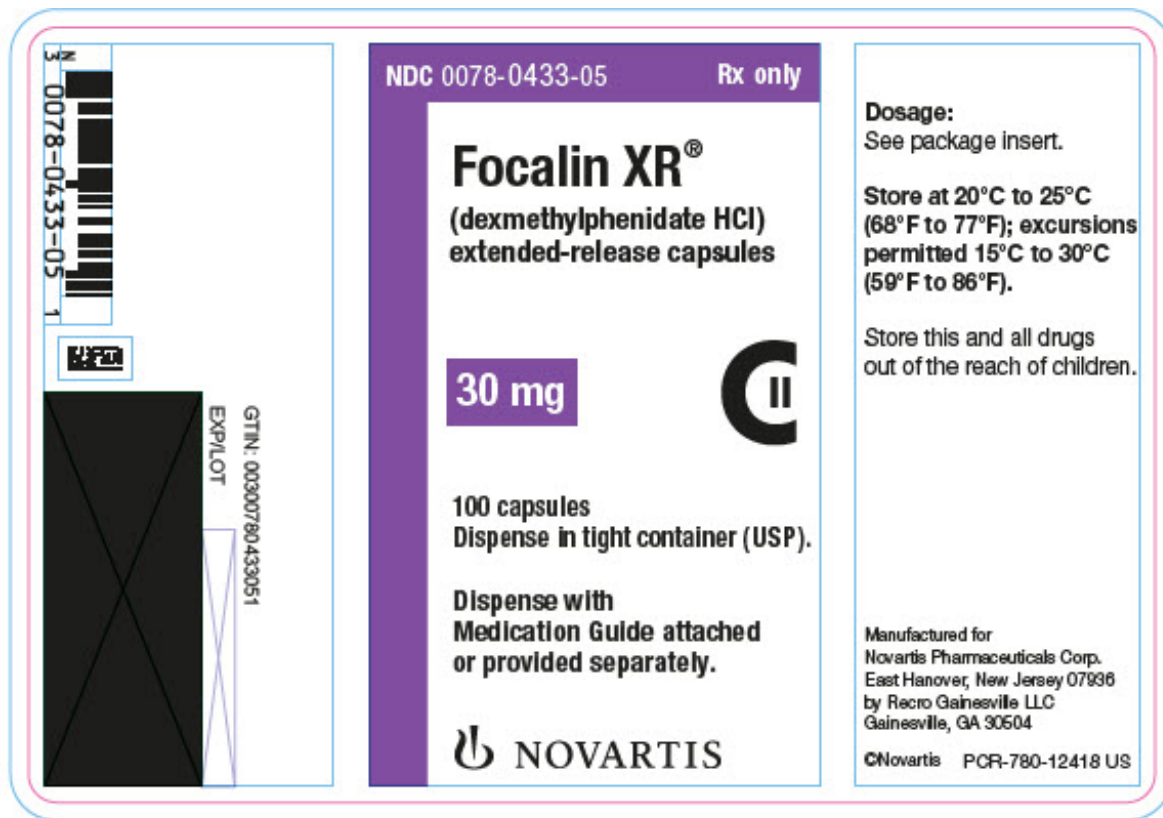 N
3 0078-0433-05 1
GTIN: 00300780433051
EXP/LOT
NDC 0078-0433-05 Rx only
Focalin XR®
(dexmethylphenidate HCl)
extended-release capsules
30 mg
CII
100 capsules
Dispense in tight container (USP).
Dispense with
Medication Guide attached
or provided separately.
NOVARTIS
Dosage:
See package insert.
Store at 20°C to 25°C
(68°F to 77°F); excursions
permitted 15°C to 30°C
(59°F to 86°F).
Store this and all drugs
out of the reach of children.
Manufactured for
Novartis Pharmaceuticals Corp.
East Hanover, New Jersey 07936
by Recro Gainesville LLC
Gainesville, GA 30504
©Novartis PCR-780-12418 US